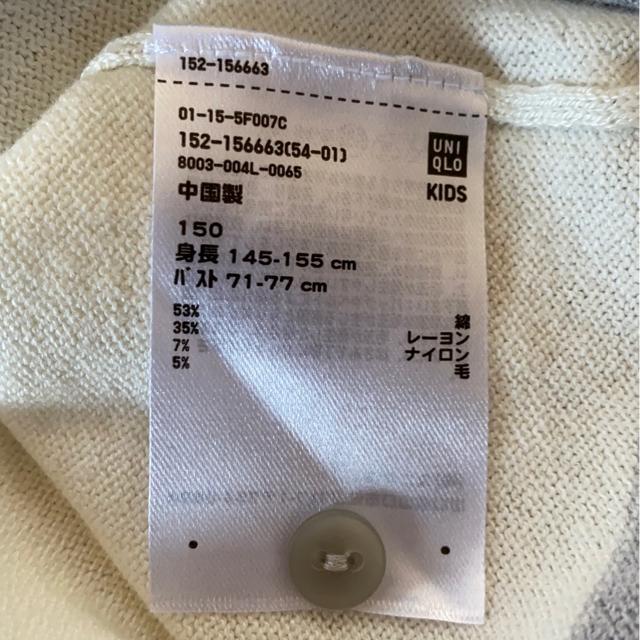 152-156663
01-15-5F007C
152-156663(54-01)
8003-004L-0065
中国製
UNI
QLO
KIDS
150
身長 145-155 cm
バスト 71-77 cm
53% 綿
35% レーヨン
7% ナイロン
5% 毛